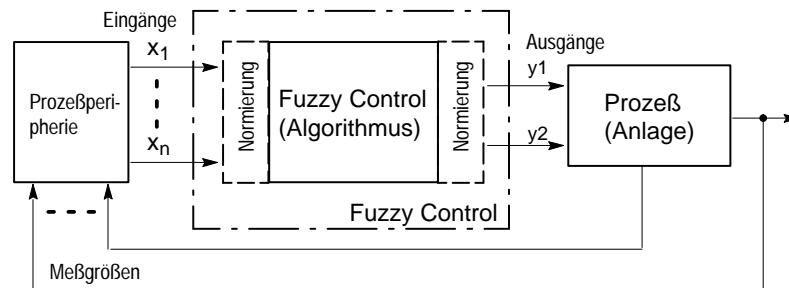 Eingänge
x1
xn
Prozeßperi-
pherie
Normierung
Fuzzy Control
(Algorithmus)
Normierung
Fuzzy Control
Ausgänge
y1
y2
Prozeß
(Anlage)
Meßgrößen